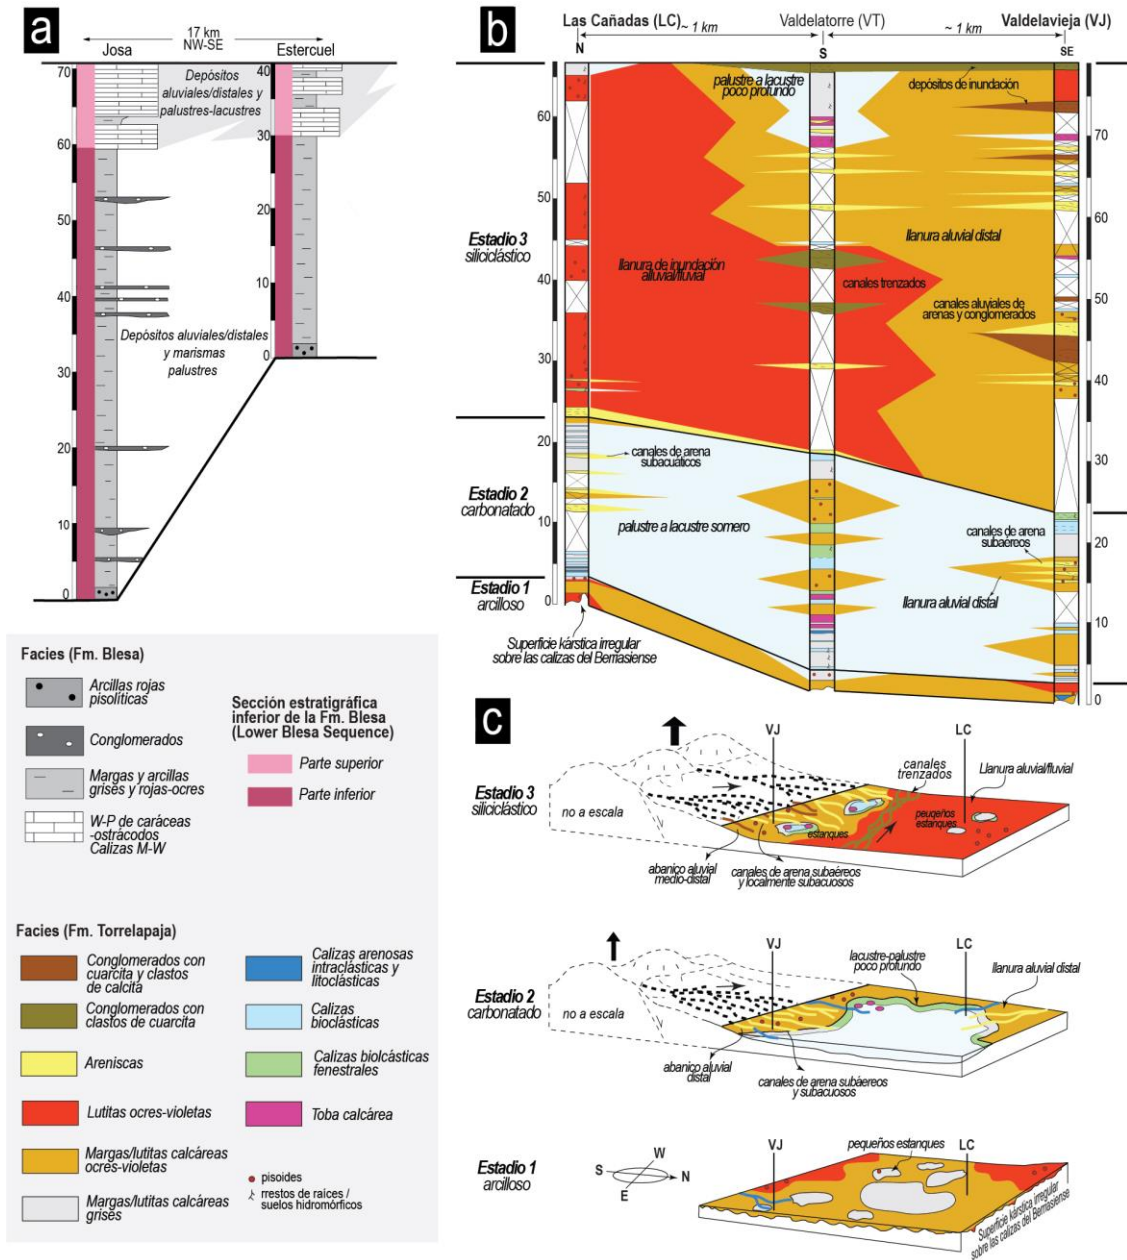 a
17 km
NW-SE
Josa
Estercuel
70
60
50
40
30
20
10
0
40
30
20
10
0
Depósitos
aluviales/distales y
palustres-lacustres
Depósitos aluviales/distales
y marismas
palustres
b
Las Cañadas (LC)
~ 1 km
Valdelatorre (VT)
~ 1 km
Valdelavieja (VJ)
N
S
SE
60
50
40
30
20
10
0
70
60
50
40
30
20
10
0
Estadio 3
siliciclástico
Estadio 2
carbonatado
Estadio 1
arcilloso
palustre a lacustre
poco profundo
depósitos de inundación
llanura aluvial distal
llanura de inundación
alluvial/fluvial
canales trenzados
canales aluviales de
arenas y conglomerados
canales de arena
subacuáticos
palustre a lacustre somero
canales de arena
subaéreos
llanura aluvial distal
Superficie kárstica irregular
sobre las calizas del Berriasiense
Facies (Fm. Blesa)
Arcillas rojas
pisolíticas
Conglomerados
Margas y arcillas
grises y rojas-ocres
W-P de caráceas
-ostrácodos
Calizas M-W
Sección estratigráfica
inferior de la Fm. Blesa
(Lower Blesa Sequence)
Parte superior
Parte inferior
Facies (Fm. Torrelapaja)
Conglomerados con
cuarcita y clastos
de calcita
Conglomerados con
clastos de cuarcita
Areniscas
Lutitas ocres-violetas
Margas/lutitas calcáreas
ocres-violetas
Margas/lutitas calcáreas
grises
Calizas arenosas
intraclásticas y
litoclásticas
Calizas
bioclásticas
Calizas biolcásticas
fenestrales
Toba calcárea
pisoides
rrestos de raíces /
suelos hidromórficos
c
Estadio 3
siliciclástico
no a escala
VJ
LC
canales
trenzados
Llanura aluvial/fluvial
peuqeños
estanques
estanques
abanico aluvial
medio-distal
canales de arena subaéreos
y localmente subacuosos
Estadio 2
carbonatado
no a escala
VJ
LC
lacustre-palustre
poco profundo
llanura aluvial distal
abanico aluvial
distal
canales de arena subáereos
y subacuosos
Estadio 1
arcilloso
S
W
N
E
VJ
LC
pequeños estanques
Superficie kárstica irregular
sobre las calizas del Berriasiense